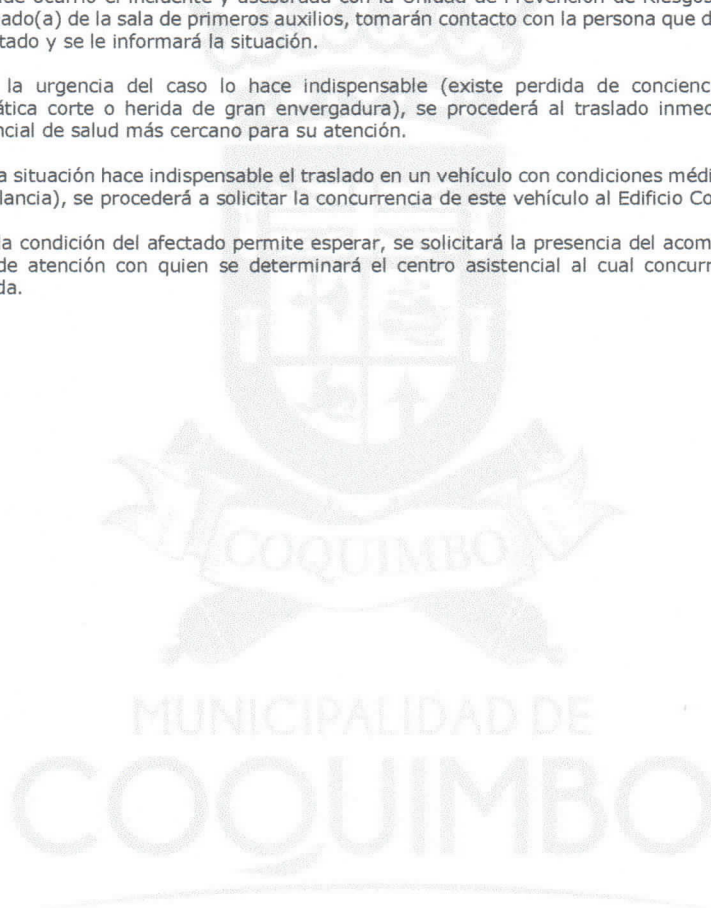 ocurrió el incidente y asesorada con la Unidad de Prevención de Riesgos
ado(a) de la sala de primeros auxilios, tomarán contacto con la persona que d
tado y se le informará la situación.
la urgencia del caso lo hace indispensable (existe perdida de concienc
ática corte o herida de gran envergadura), se procederá al traslado inmed
ncial de salud más cercano para su atención.
a situación hace indispensable el traslado en un vehículo con condiciones médi
lancia), se procederá a solicitar la concurrencia de este vehículo al Edificio Co
la condición del afectado permite esperar, se solicitará la presencia del acom
de atención con quien se determinará el centro asistencial al cual concurr
da.
COQUIMBO
MUNICIPALIDAD DE
COQUIMBO